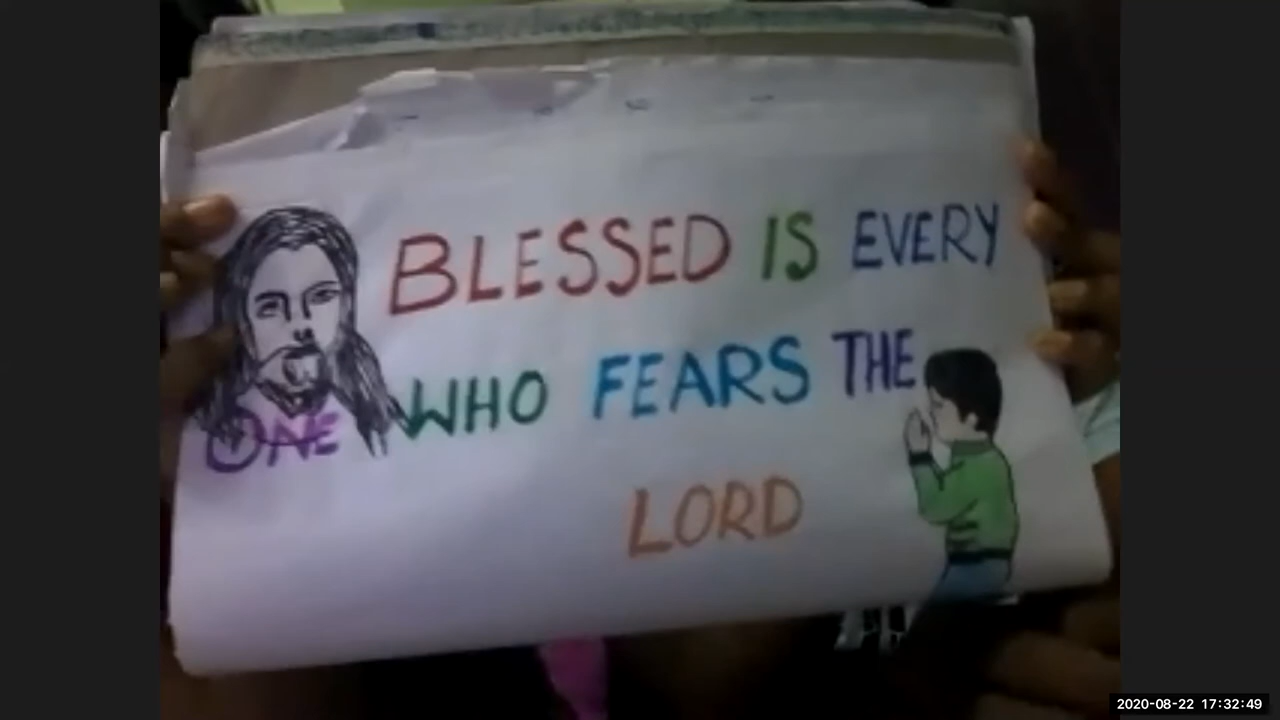 BLESSED IS EVERY
ONE WHO FEARS THE
LORD
2020-08-22 17:32:49